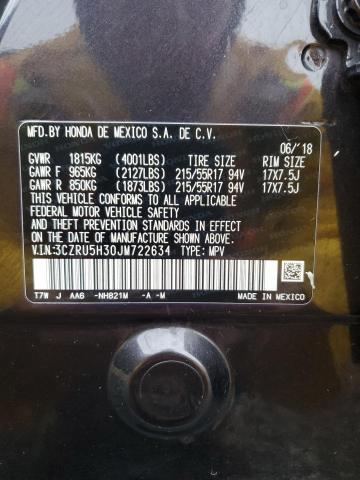 MFD.BY HONDA DE MEXICO S.A. DE C.V.
06/'18
GVWR 1815KG (4001LBS) TIRE SIZE RIM SIZE
GAWR F 965KG (2127LBS) 215/55R17 94V 17X7.5J
GAWR R 850KG (1873LBS) 215/55R17 94V 17X7.5J
THIS VEHICLE CONFORMS TO ALL APPLICABLE FEDERAL
MOTOR VEHICLE SAFETY, BUMPER, AND THEFT PREVENTION
STANDARDS IN EFFECT ON THE DATE OF MANUFACTURE
SHOWN ABOVE.
V.I.N:3CZRU5H30JM722634 TYPE: MPV
T7W J AA6 -NH821M -A -M MADE IN MEXICO